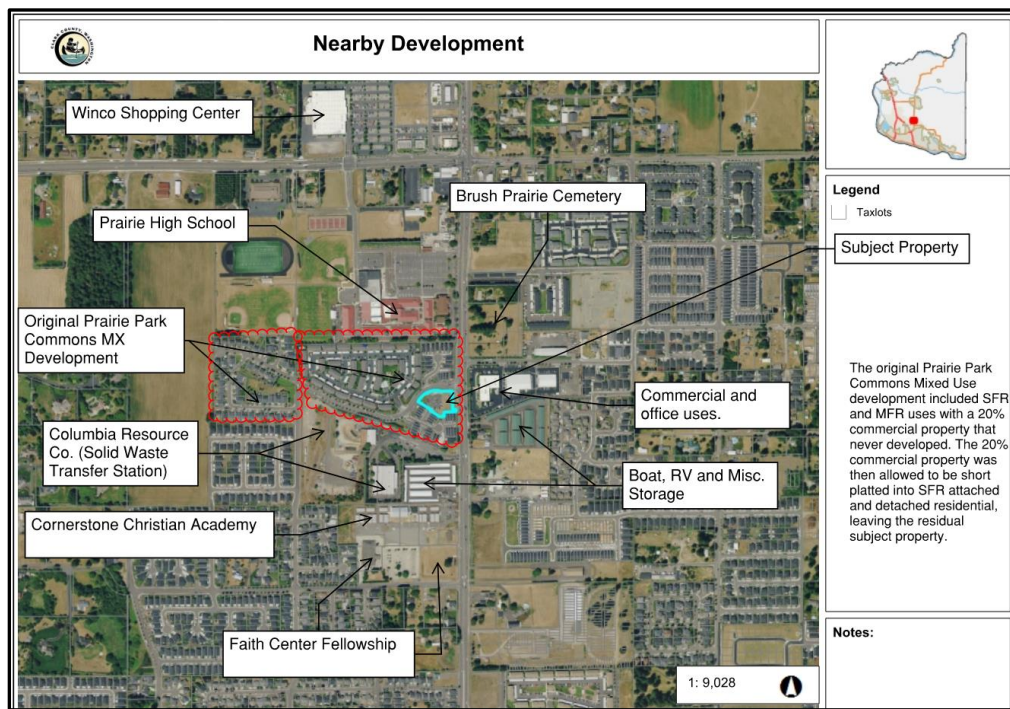 Nearby Development
CLARK COUNTY, WASHINGTON
Winco Shopping Center
Brush Prairie Cemetery
Prairie High School
Subject Property
Original Prairie Park
Commons MX
Development
Commercial and
office uses.
Columbia Resource
Co. (Solid Waste
Transfer Station)
Boat, RV and Misc.
Storage
Cornerstone Christian Academy
Faith Center Fellowship
1: 9,028
Legend
Taxlots
The original Prairie Park
Commons Mixed Use
development included SFR
and MFR uses with a 20%
commercial property that
never developed. The 20%
commercial property was
then allowed to be short
platted into SFR attached
and detached residential,
leaving the residual
subject property.
Notes: